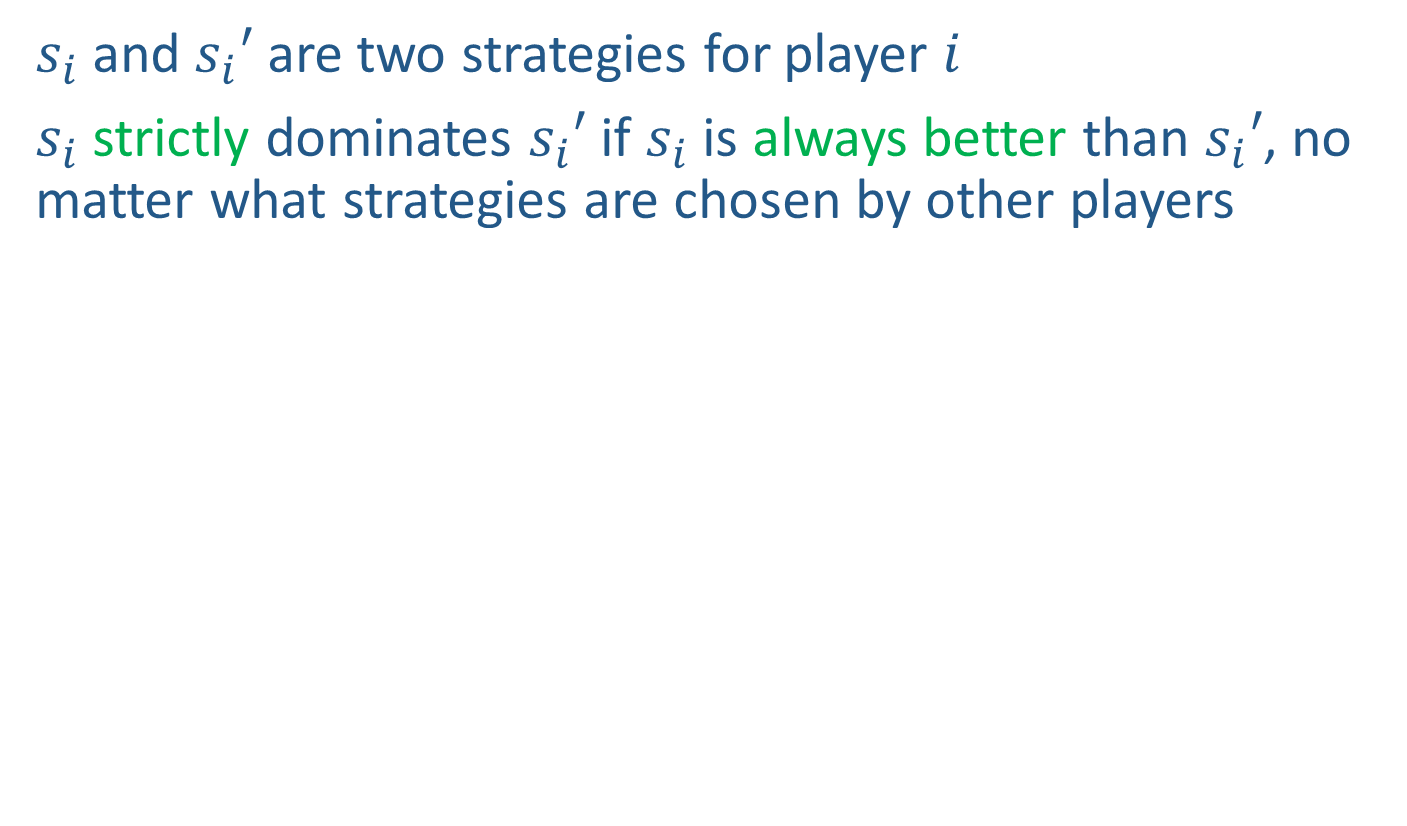 𝑠ᵢ and 𝑠ᵢ′ are two strategies for player 𝑖
𝑠ᵢ strictly dominates 𝑠ᵢ′ if 𝑠ᵢ is always better than 𝑠ᵢ′, no
matter what strategies are chosen by other players